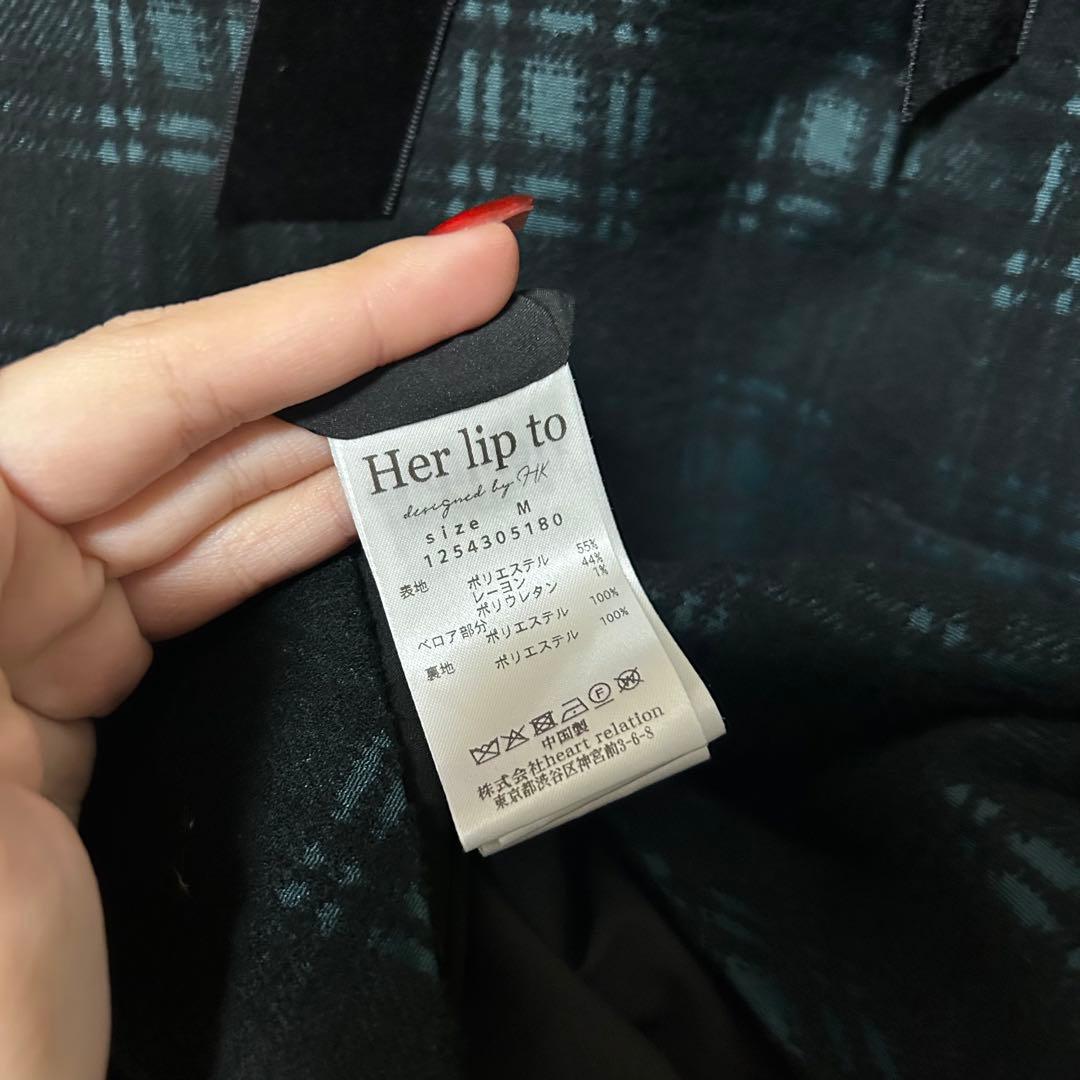 Her lip to
designed by HK
size M
1254305180
表地 ポリエステル 55%
レーヨン 44%
ポリウレタン 1%
ベロア部分 ポリエステル 100%
裏地 ポリエステル 100%
中国製
株式会社heart relation
東京都渋谷区神宮前3-6-8